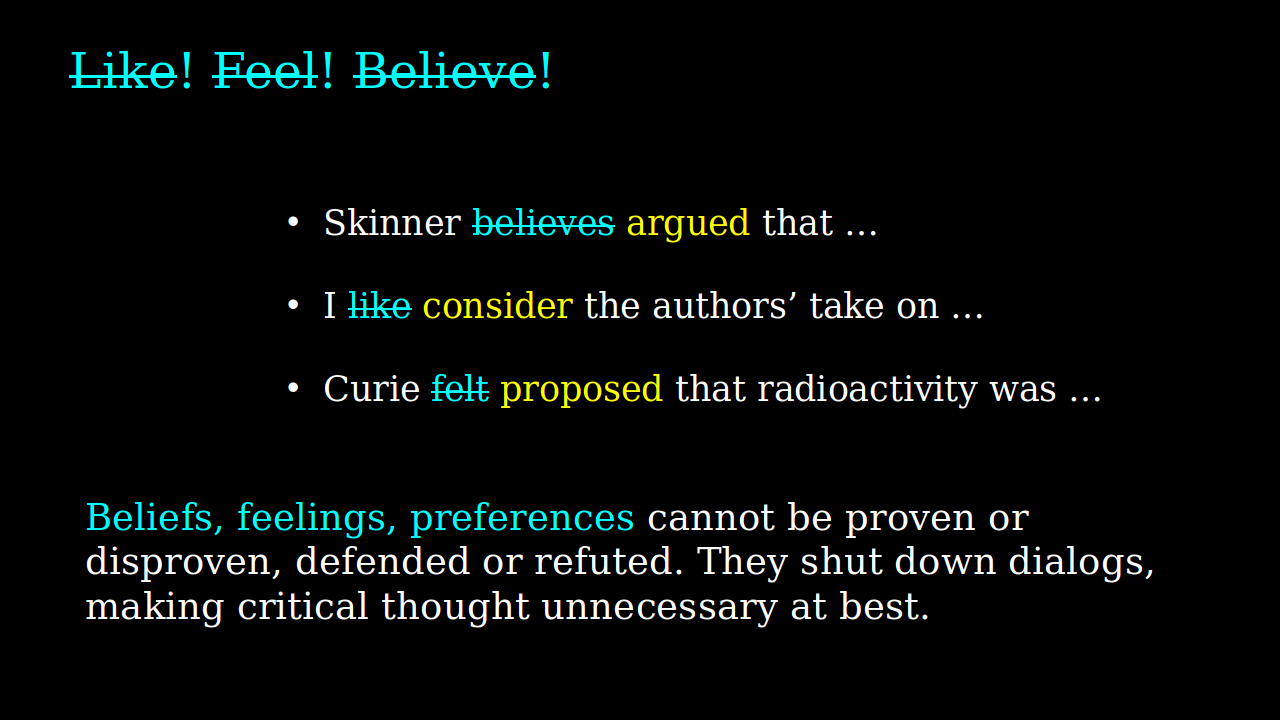 Like! Feel! Believe!
• Skinner believes argued that …
• I like consider the authors’ take on …
• Curie felt proposed that radioactivity was …
Beliefs, feelings, preferences cannot be proven or
disproven, defended or refuted. They shut down dialogs,
making critical thought unnecessary at best.